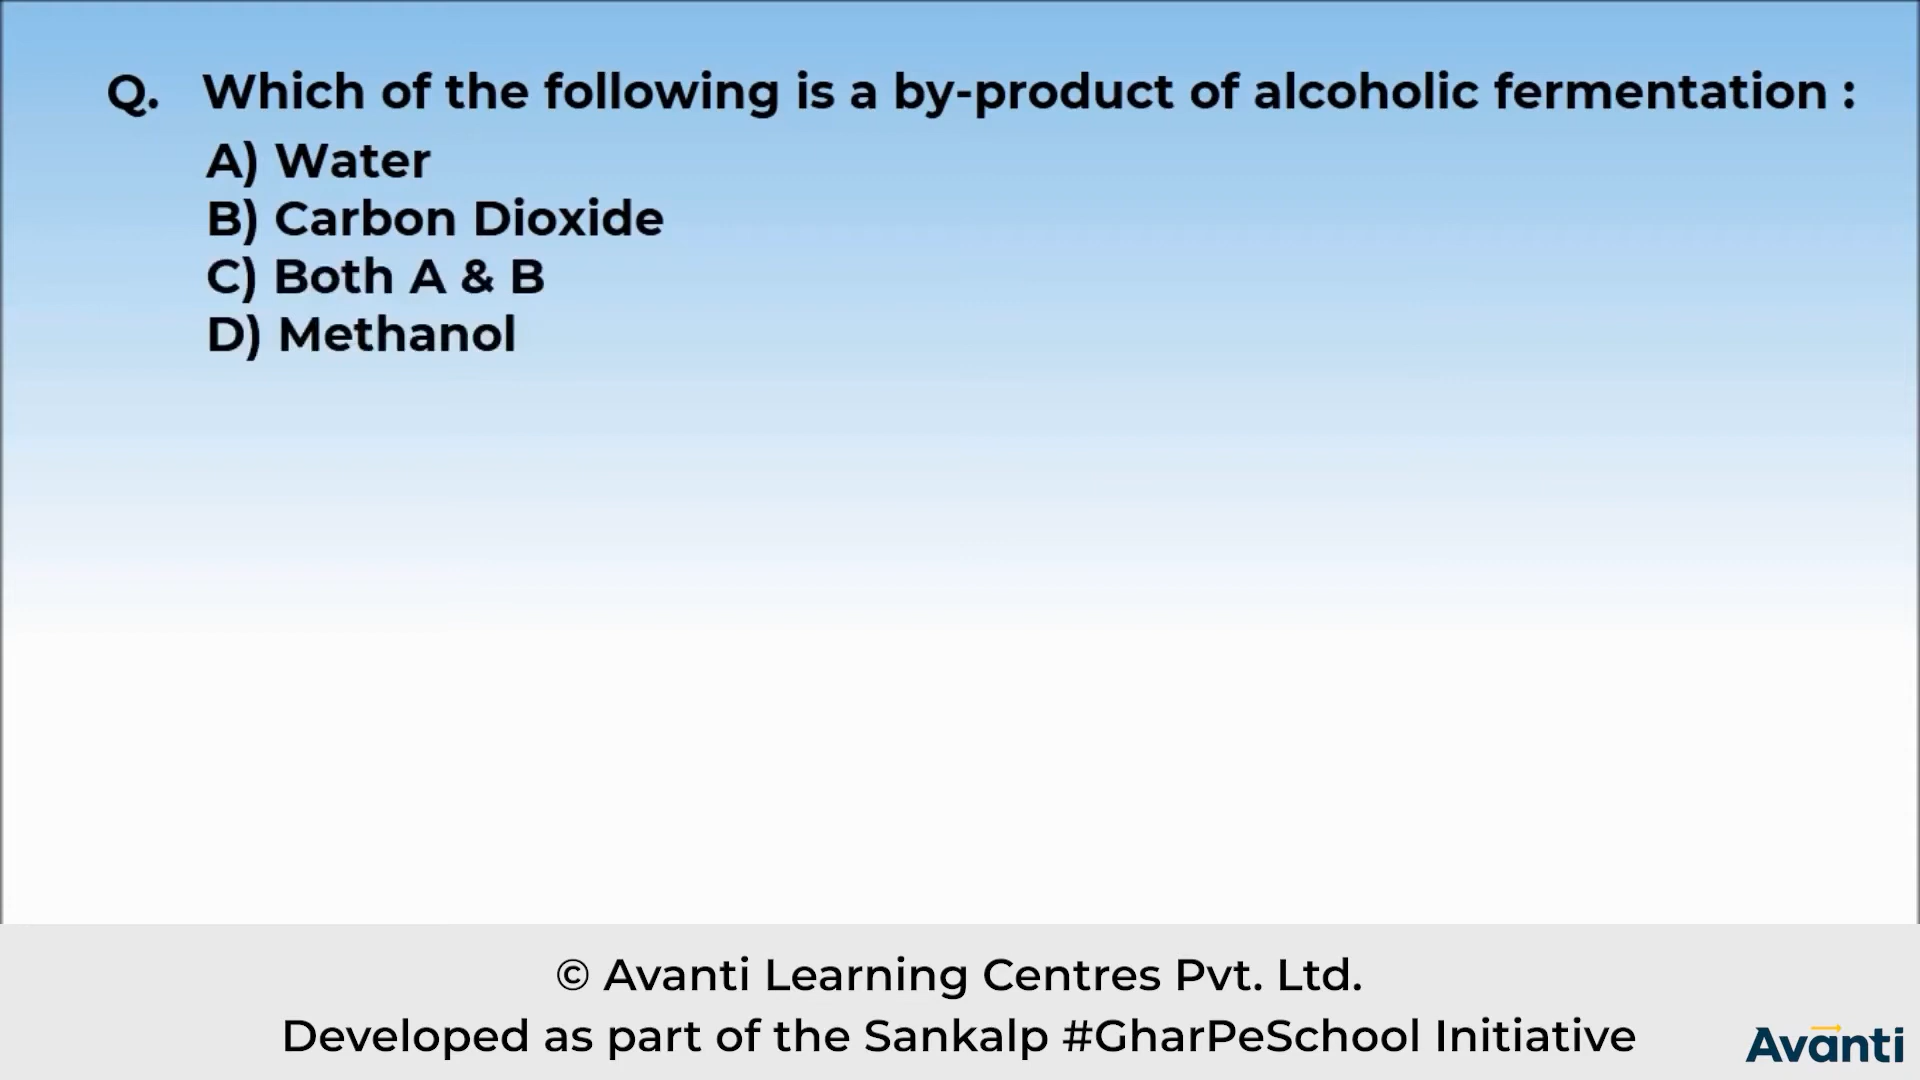 Q. Which of the following is a by-product of alcoholic fermentation :
A) Water
B) Carbon Dioxide
C) Both A & B
D) Methanol
© Avanti Learning Centres Pvt. Ltd.
Developed as part of the Sankalp #GharPeSchool Initiative
Avanti